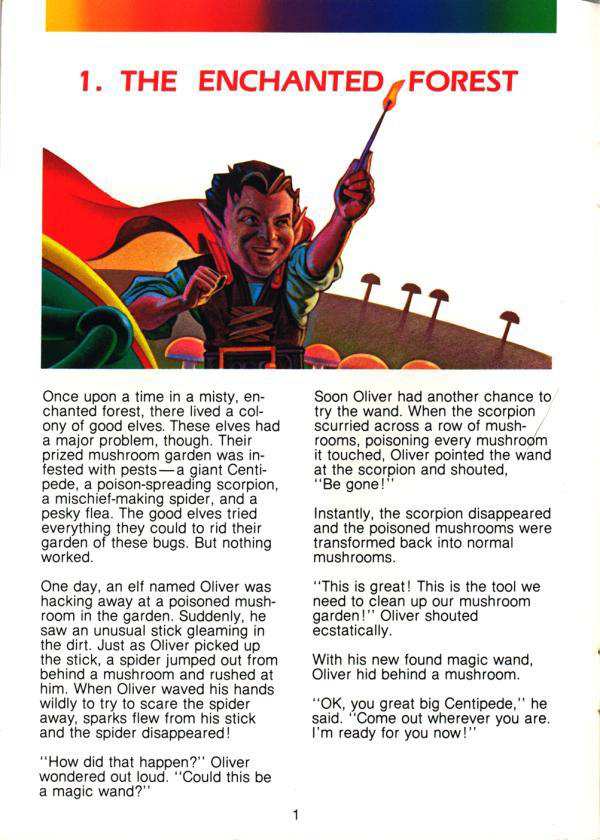 1. THE ENCHANTED FOREST
Once upon a time in a misty, en-
chanted forest, there lived a col-
ony of good elves. These elves had
a major problem, though. Their
prized mushroom garden was in-
fested with pests—a giant Centi-
pede, a poison-spreading scorpion,
a mischief-making spider, and a
pesky flea. The good elves tried
everything they could to rid their
garden of these bugs. But nothing
worked.
One day, an elf named Oliver was
hacking away at a poisoned mush-
room in the garden. Suddenly, he
saw an unusual stick gleaming in
the dirt. Just as Oliver picked up
the stick, a spider jumped out from
behind a mushroom and rushed at
him. When Oliver waved his hands
wildly to try to scare the spider
away, sparks flew from his stick
and the spider disappeared!
"How did that happen?" Oliver
wondered out loud. "Could this be
a magic wand?"
Soon Oliver had another chance to
try the wand. When the scorpion
scurried across a row of mush-
rooms, poisoning every mushroom
it touched, Oliver pointed the wand
at the scorpion and shouted,
"Be gone!"
Instantly, the scorpion disappeared
and the poisoned mushrooms were
transformed back into normal
mushrooms.
"This is great! This is the tool we
need to clean up our mushroom
garden!" Oliver shouted
ecstatically.
With his new found magic wand,
Oliver hid behind a mushroom.
"OK, you great big Centipede," he
said. "Come out wherever you are.
I'm ready for you now!"
1